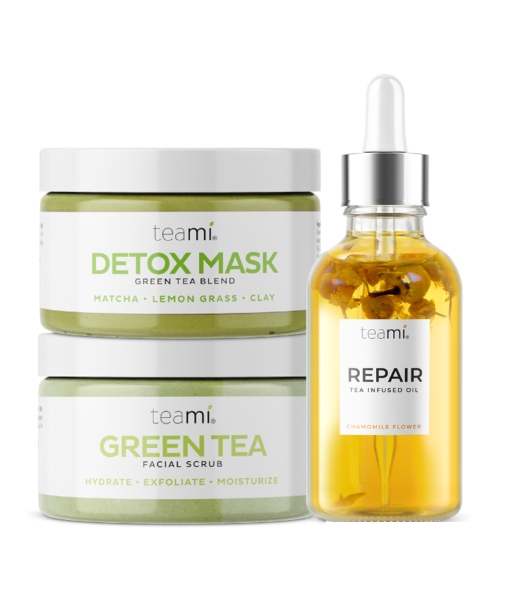 teami®
DETOX MASK
GREEN TEA BLEND
MATCHA • LEMON GRASS • CLAY
teami®
GREEN TEA
FACIAL SCRUB
HYDRATE • EXFOLIATE • MOISTURIZE
teami®
REPAIR
TEA INFUSED OIL
CHAMOMILE FLOWER